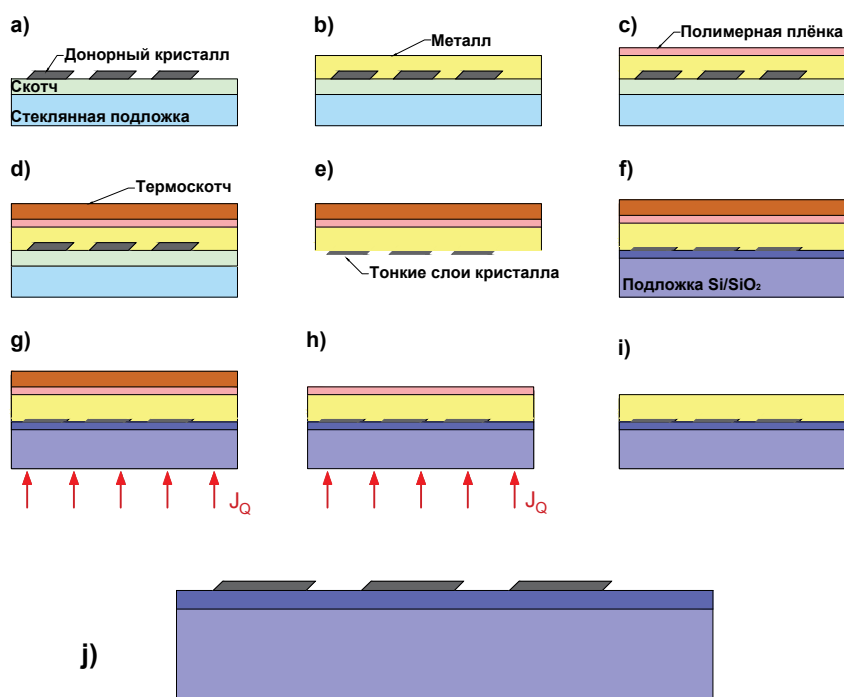 a)
Донорный кристалл
Скотч
Стеклянная подложка
b)
Металл
c)
Полимерная плёнка
d)
Термоскотч
e)
Тонкие слои кристалла
f)
Подложка Si/SiO₂
g)
J_Q
h)
J_Q
i)
j)